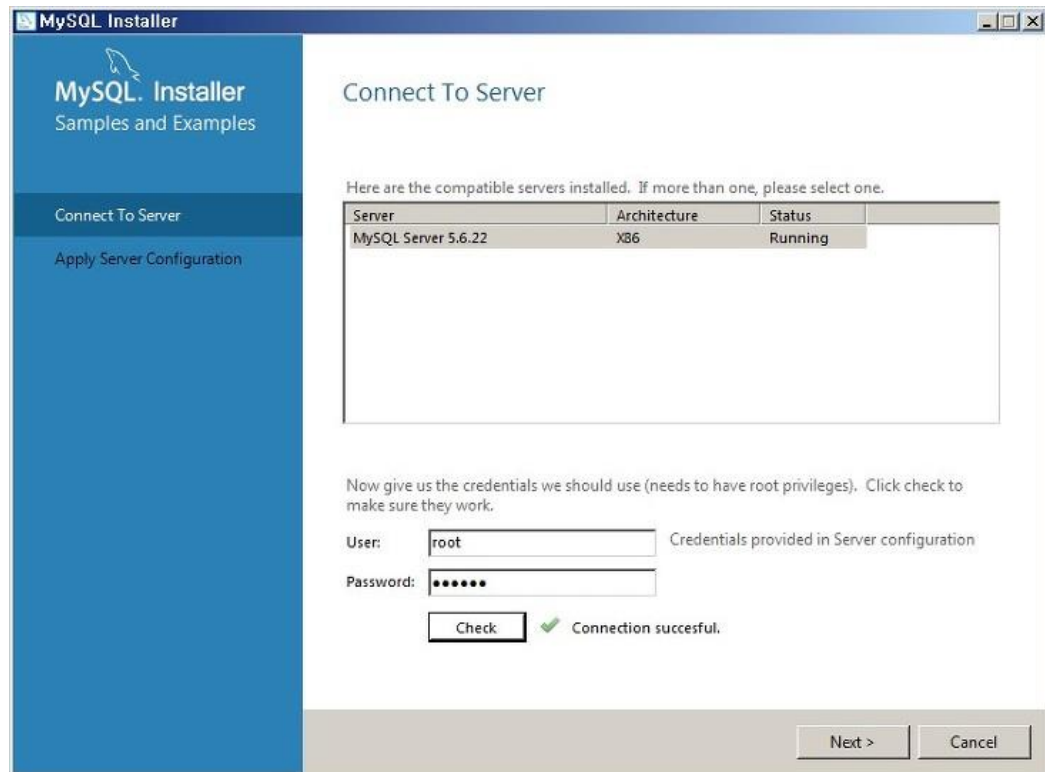 MySQL Installer
MySQL. Installer
Samples and Examples
Connect To Server
Apply Server Configuration
Connect To Server
Here are the compatible servers installed. If more than one, please select one.
Server Architecture Status
MySQL Server 5.6.22 X86 Running
Now give us the credentials we should use (needs to have root privileges). Click check to
make sure they work.
User: root Credentials provided in Server configuration
Password: ●●●●●●
Check Connection succesful.
Next > Cancel